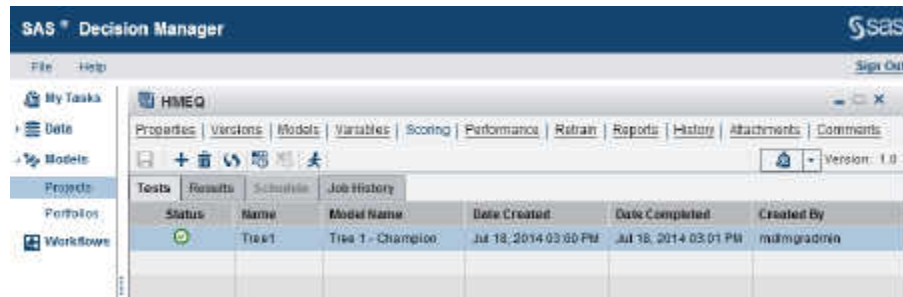 SAS ® Decision Manager
sas
File Help
Sign Out
My Tasks
Data
Models
Projects
Portfolios
Workflows
HMEQ
Properties | Versions | Models | Variables | Scoring | Performance | Retrain | Reports | History | Attachments | Comments
Version: 1.0
Tests Results Schedule Job History
Status Name Model Name Date Created Date Completed Created By
Tree1 Tree 1 - Champion Jul 18, 2014 PM Jul 18, 2014 03:01 PM mdlmgradmin